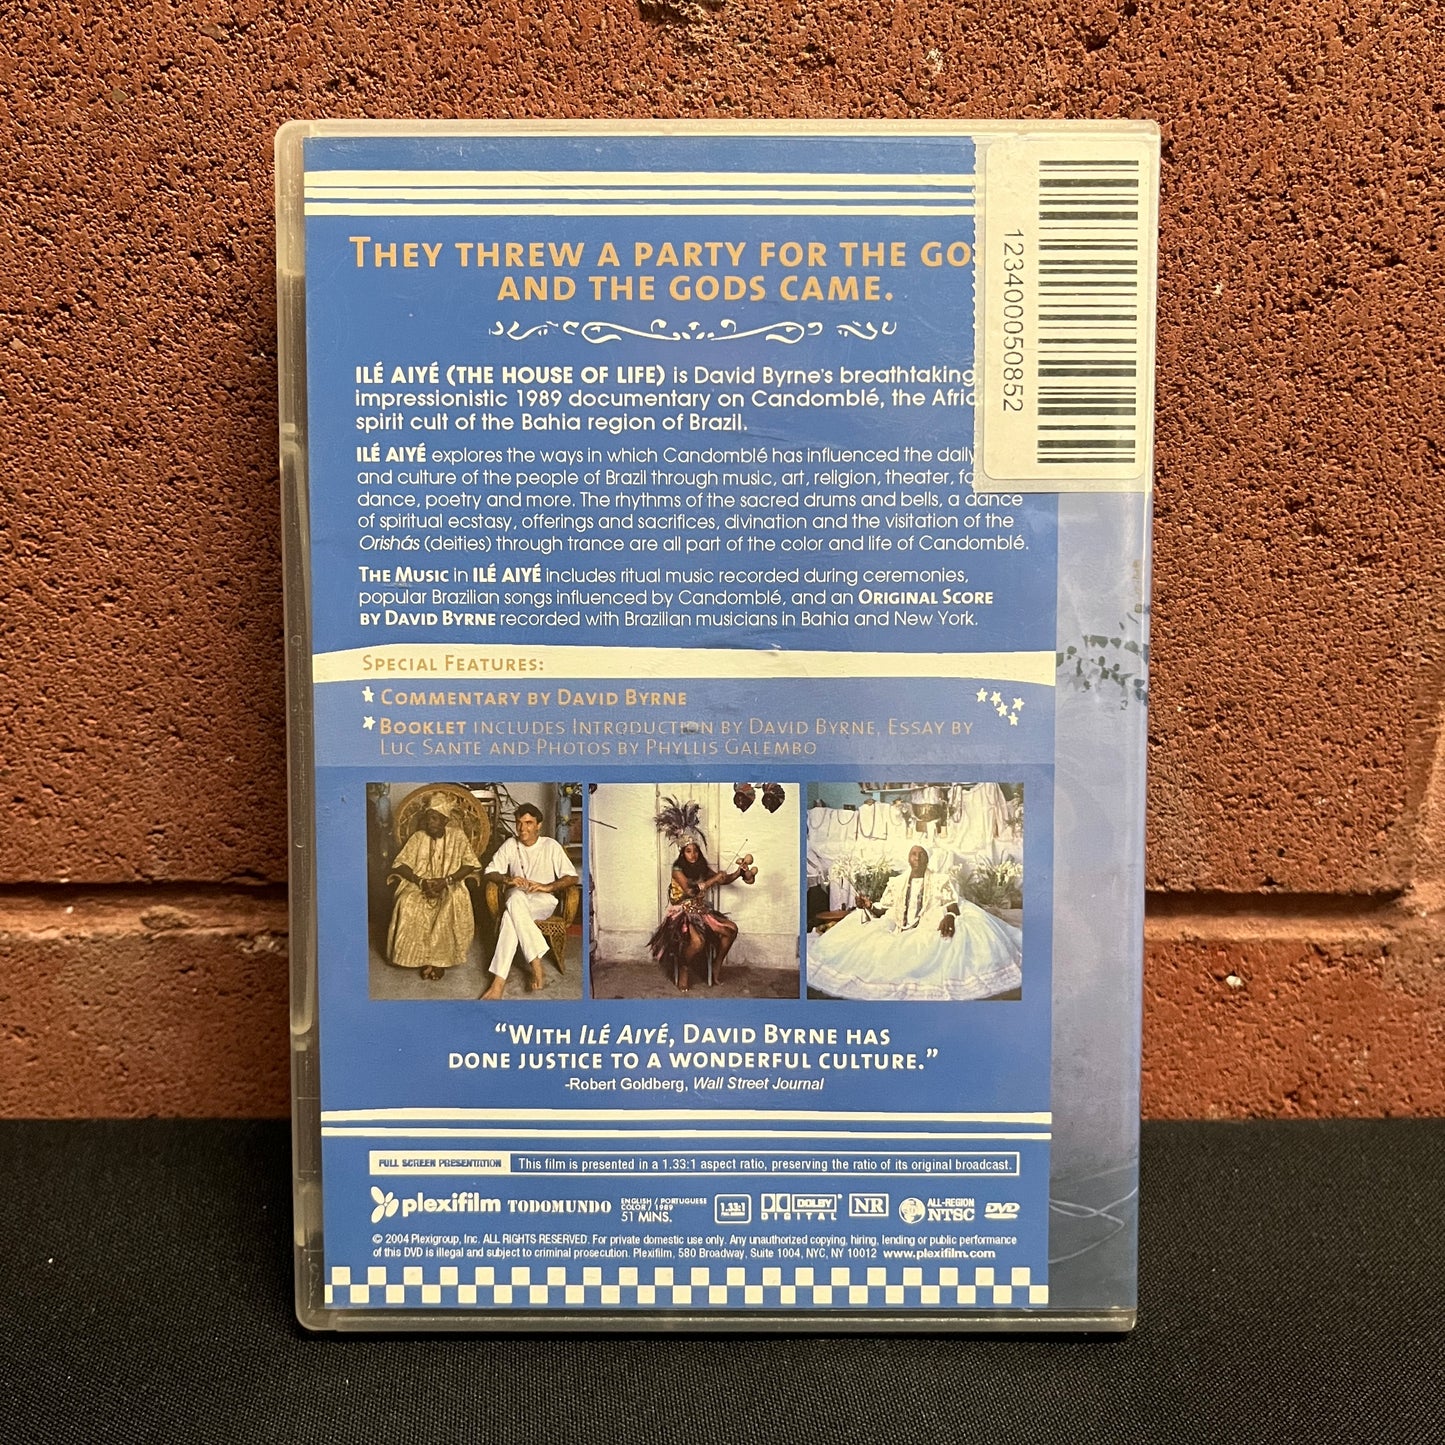 THEY THREW A PARTY FOR THE GO
AND THE GODS CAME.
ILÉ AIYÉ (THE HOUSE OF LIFE) is David Byrne's breathtaking,
impressionistic 1989 documentary on Candomblé, the Afric
spirit cult of the Bahia region of Brazil.
ILÉ AIYÉ explores the ways in which Candomblé has influenced the daily
and culture of the people of Brazil through music, art, religion, theater,
dance, poetry and more. The rhythms of the sacred drums and bells, a dance
of spiritual ecstasy, offerings and sacrifices, divination and the visitation of the
Orishás (deities) through trance are all part of the color and life of Candomblé.
THE MUSIC in ILÉ AIYÉ includes ritual music recorded during ceremonies,
popular Brazilian songs influenced by Candomblé, and an ORIGINAL SCORE
BY DAVID BYRNE recorded with Brazilian musicians in Bahia and New York.
SPECIAL FEATURES:
COMMENTARY BY DAVID BYRNE
BOOKLET INCLUDES INTRODUCTION BY DAVID BYRNE, ESSAY BY
LUC SANTE AND PHOTOS BY PHYLLIS GALEMBO
"WITH ILÉ AIYÉ, DAVID BYRNE HAS
DONE JUSTICE TO A WONDERFUL CULTURE."
-Robert Goldberg, Wall Street Journal
FULL SCREEN PRESENTATION This film is presented in a 1.33:1 aspect ratio, preserving the ratio of its original broadcast.
plexifilm TODOMUNDO
ENGLISH / PORTUGUESE
COLOR / 1989
51 MINS.
1.33:1
DOLBY
DIGITAL
NR
ALL-REGION
NTSC
DVD
© 2004 Plexigroup, Inc. ALL RIGHTS RESERVED. For private domestic use only. Any unauthorized copying, hiring, lending or public performance
of this DVD is illegal and subject to criminal prosecution. Plexifilm, 580 Broadway, Suite 1004, NYC, NY 10012 www.plexifilm.com
123400050852